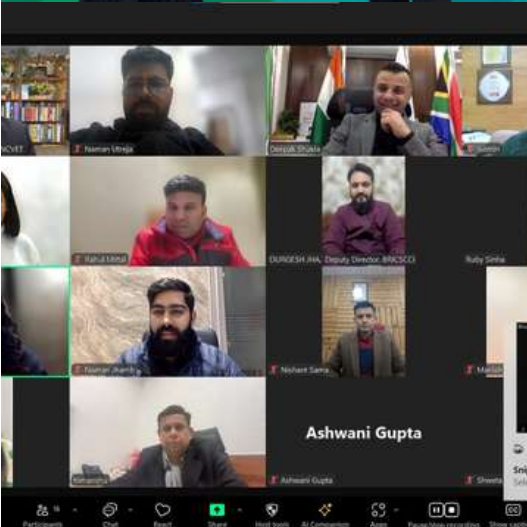 NCVET
Naman Utreja
Deepak Shukla
Rahul Mittal
DURGESH JHA, Deputy Director, BRICSCCI
Ruby Sinha
Naman Jhamb
Nishant Sama
Ashwani Gupta
Ashwani Gupta
Shweta
Participants
Chat
React
Share
Host tools
AI Companion
Apps